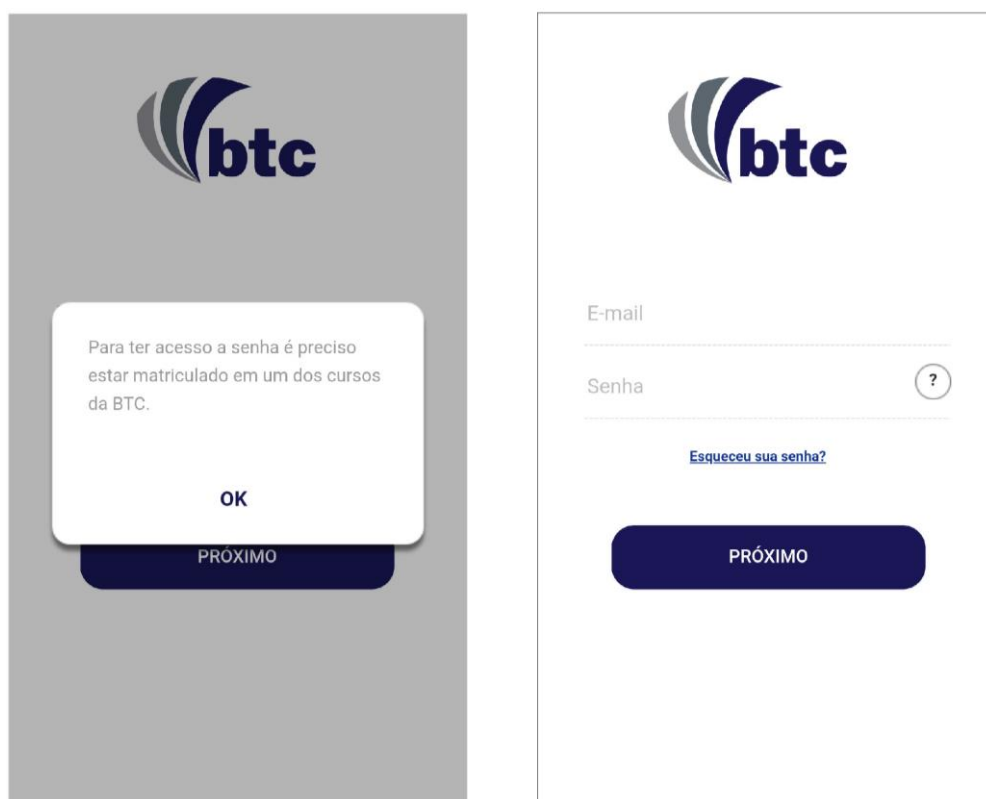 btc
Para ter acesso a senha é preciso
estar matriculado em um dos cursos
da BTC.
OK
PRÓXIMO
btc
E-mail
Senha
?
Esqueceu sua senha?
PRÓXIMO